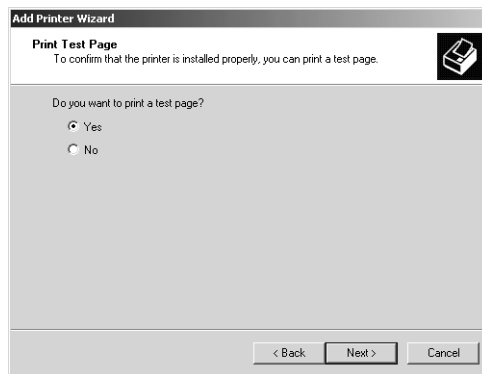 Add Printer Wizard
Print Test Page
To confirm that the printer is installed properly, you can print a test page.
Do you want to print a test page?
Yes
No
< Back
Next >
Cancel